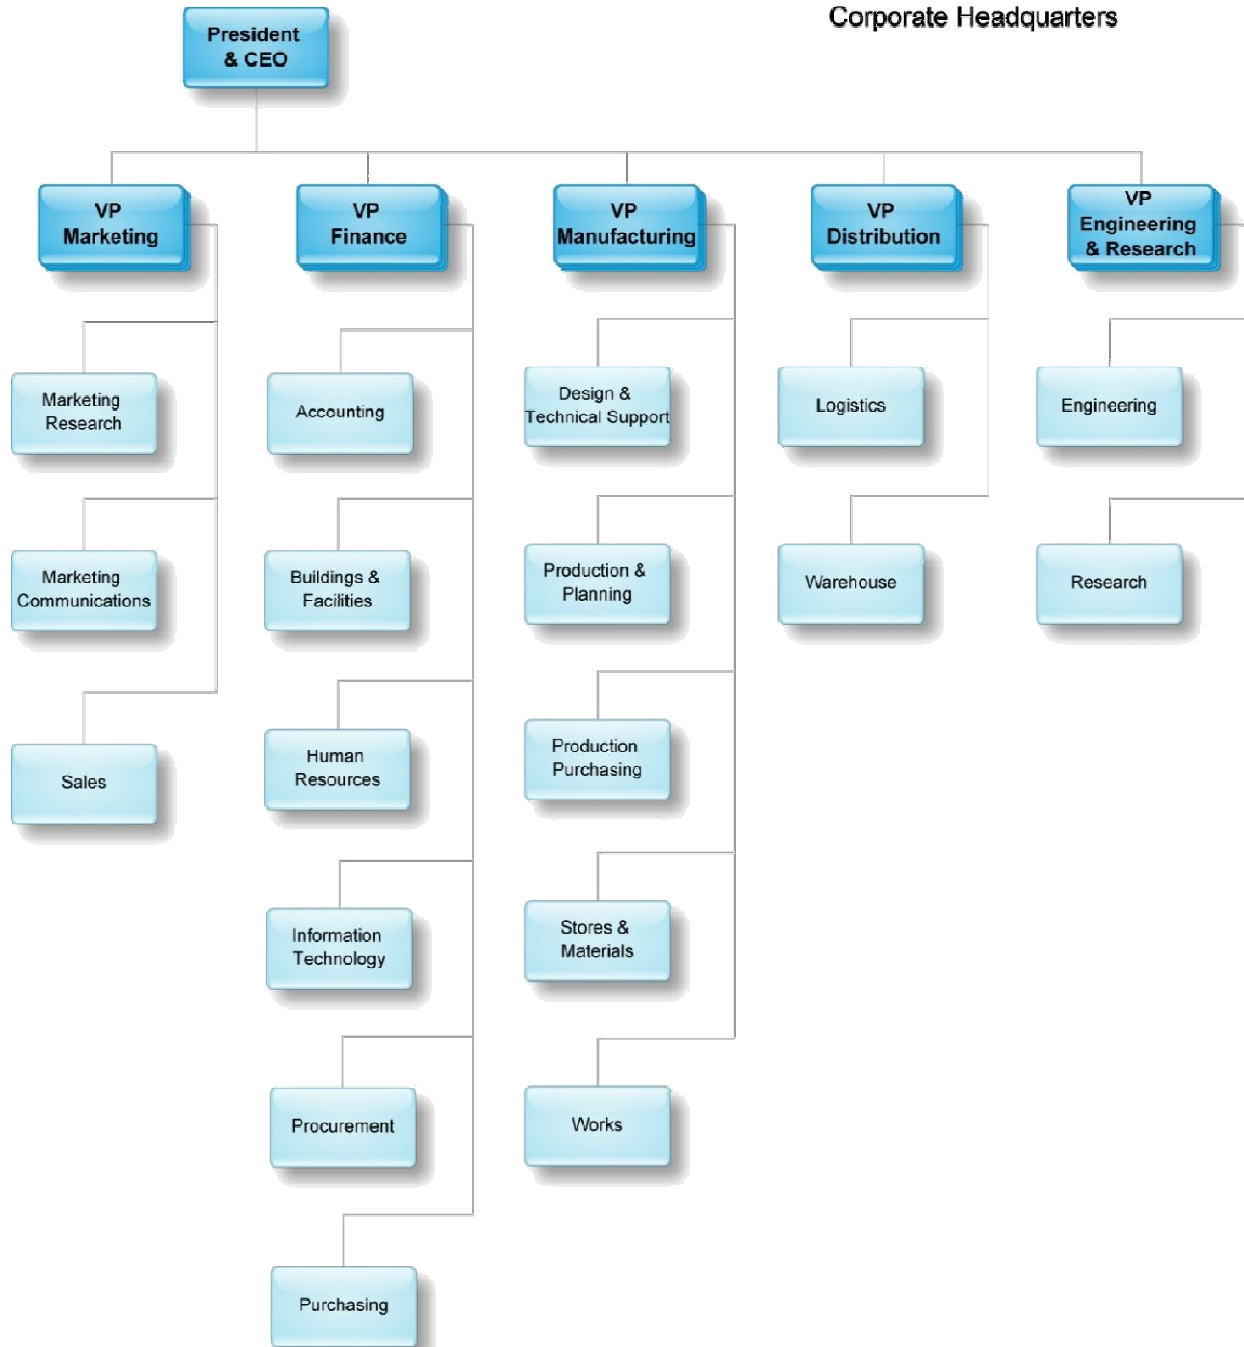 Corporate Headquarters
President
& CEO
VP
Marketing
VP
Finance
VP
Manufacturing
VP
Distribution
VP
Engineering
& Research
Marketing
Research
Accounting
Design &
Technical Support
Logistics
Engineering
Marketing
Communications
Buildings &
Facilities
Production &
Planning
Warehouse
Research
Sales
Human
Resources
Production
Purchasing
Information
Technology
Stores &
Materials
Procurement
Works
Purchasing